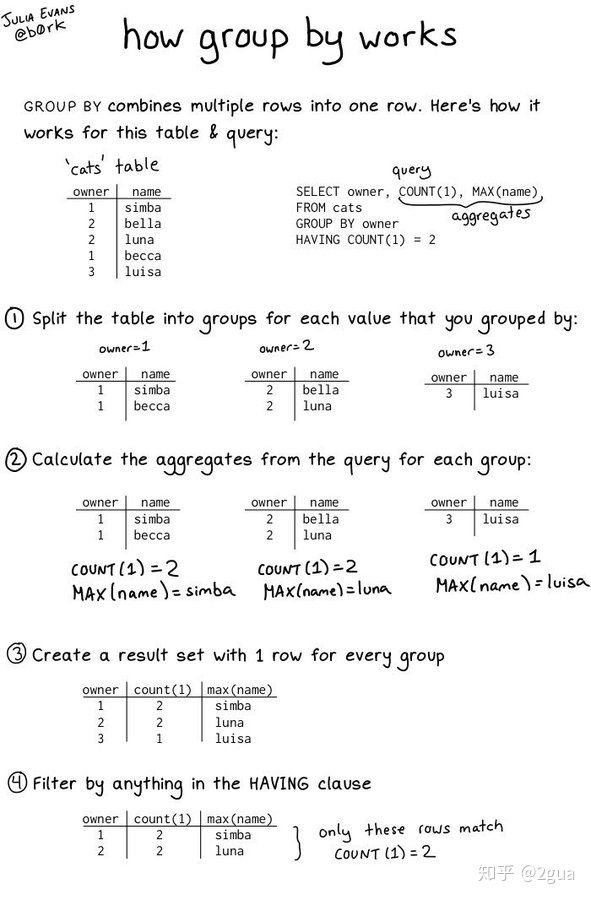 JULIA EVANS
@b0rk
how group by works
GROUP BY combines multiple rows into one row. Here's how it
works for this table & query:
'cats' table
owner name
1 simba
2 bella
2 luna
1 becca
3 luisa
query
SELECT owner, COUNT(1), MAX(name)
FROM cats
GROUP BY owner
HAVING COUNT(1) = 2
aggregates
① Split the table into groups for each value that you grouped by:
owner=1
owner name
1 simba
1 becca
owner=2
owner name
2 bella
2 luna
owner=3
owner name
3 luisa
② Calculate the aggregates from the query for each group:
owner name
1 simba
1 becca
COUNT(1)=2
MAX(name)=simba
owner name
2 bella
2 luna
COUNT(1)=2
MAX(name)=luna
owner name
3 luisa
COUNT(1)=1
MAX(name)=luisa
③ Create a result set with 1 row for every group
owner count(1) max(name)
1 2 simba
2 2 luna
3 1 luisa
④ Filter by anything in the HAVING clause
owner count(1) max(name)
1 2 simba
2 2 luna
only these rows match
COUNT(1)=2
知乎 @2gua